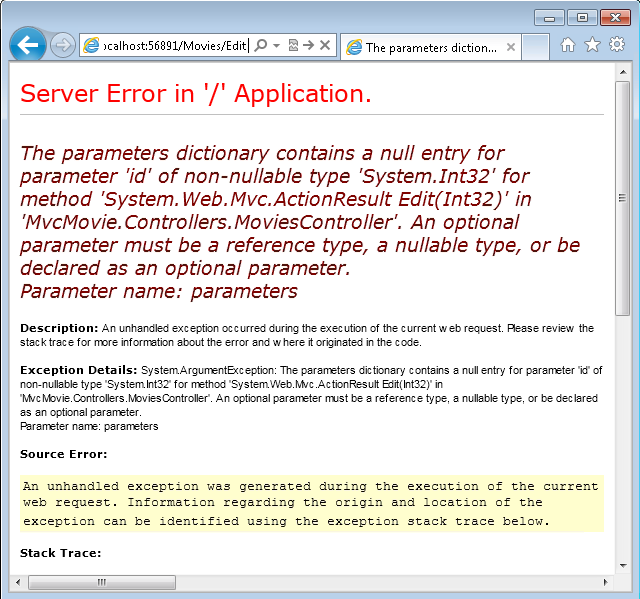 ocalhost:56891/Movies/Edit
The parameters diction...
Server Error in '/' Application.
The parameters dictionary contains a null entry for
parameter 'id' of non-nullable type 'System.Int32' for
method 'System.Web.Mvc.ActionResult Edit(Int32)' in
'MvcMovie.Controllers.MoviesController'. An optional
parameter must be a reference type, a nullable type, or be
declared as an optional parameter.
Parameter name: parameters
Description: An unhandled exception occurred during the execution of the current web request. Please review the
stack trace for more information about the error and where it originated in the code.
Exception Details: System.ArgumentException: The parameters dictionary contains a null entry for parameter 'id' of
non-nullable type 'System.Int32' for method 'System.Web.Mvc.ActionResult Edit(Int32)' in
'MvcMovie.Controllers.MoviesController'. An optional parameter must be a reference type, a nullable type, or be declared
as an optional parameter.
Parameter name: parameters
Source Error:
An unhandled exception was generated during the execution of the current
web request. Information regarding the origin and location of the
exception can be identified using the exception stack trace below.
Stack Trace: